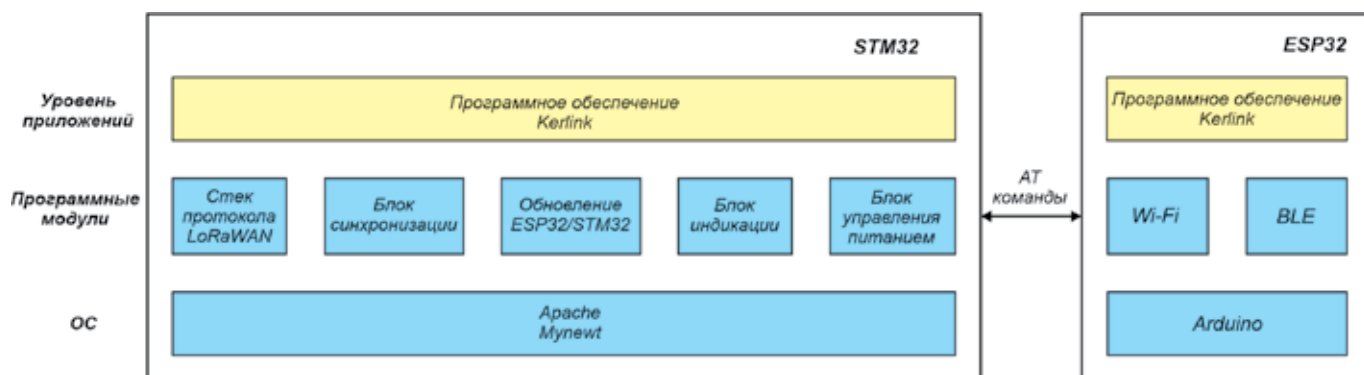 STM32
ESP32
Уровень
приложений
Программное обеспечение
Kerlink
Программное обеспечение
Kerlink
Программные
модули
Стек
протокола
LoRaWAN
Блок
синхронизации
Обновление
ESP32/STM32
Блок
индикации
Блок
управления
питанием
АТ
команды
Wi-Fi
BLE
ОС
Apache
Mynewt
Arduino